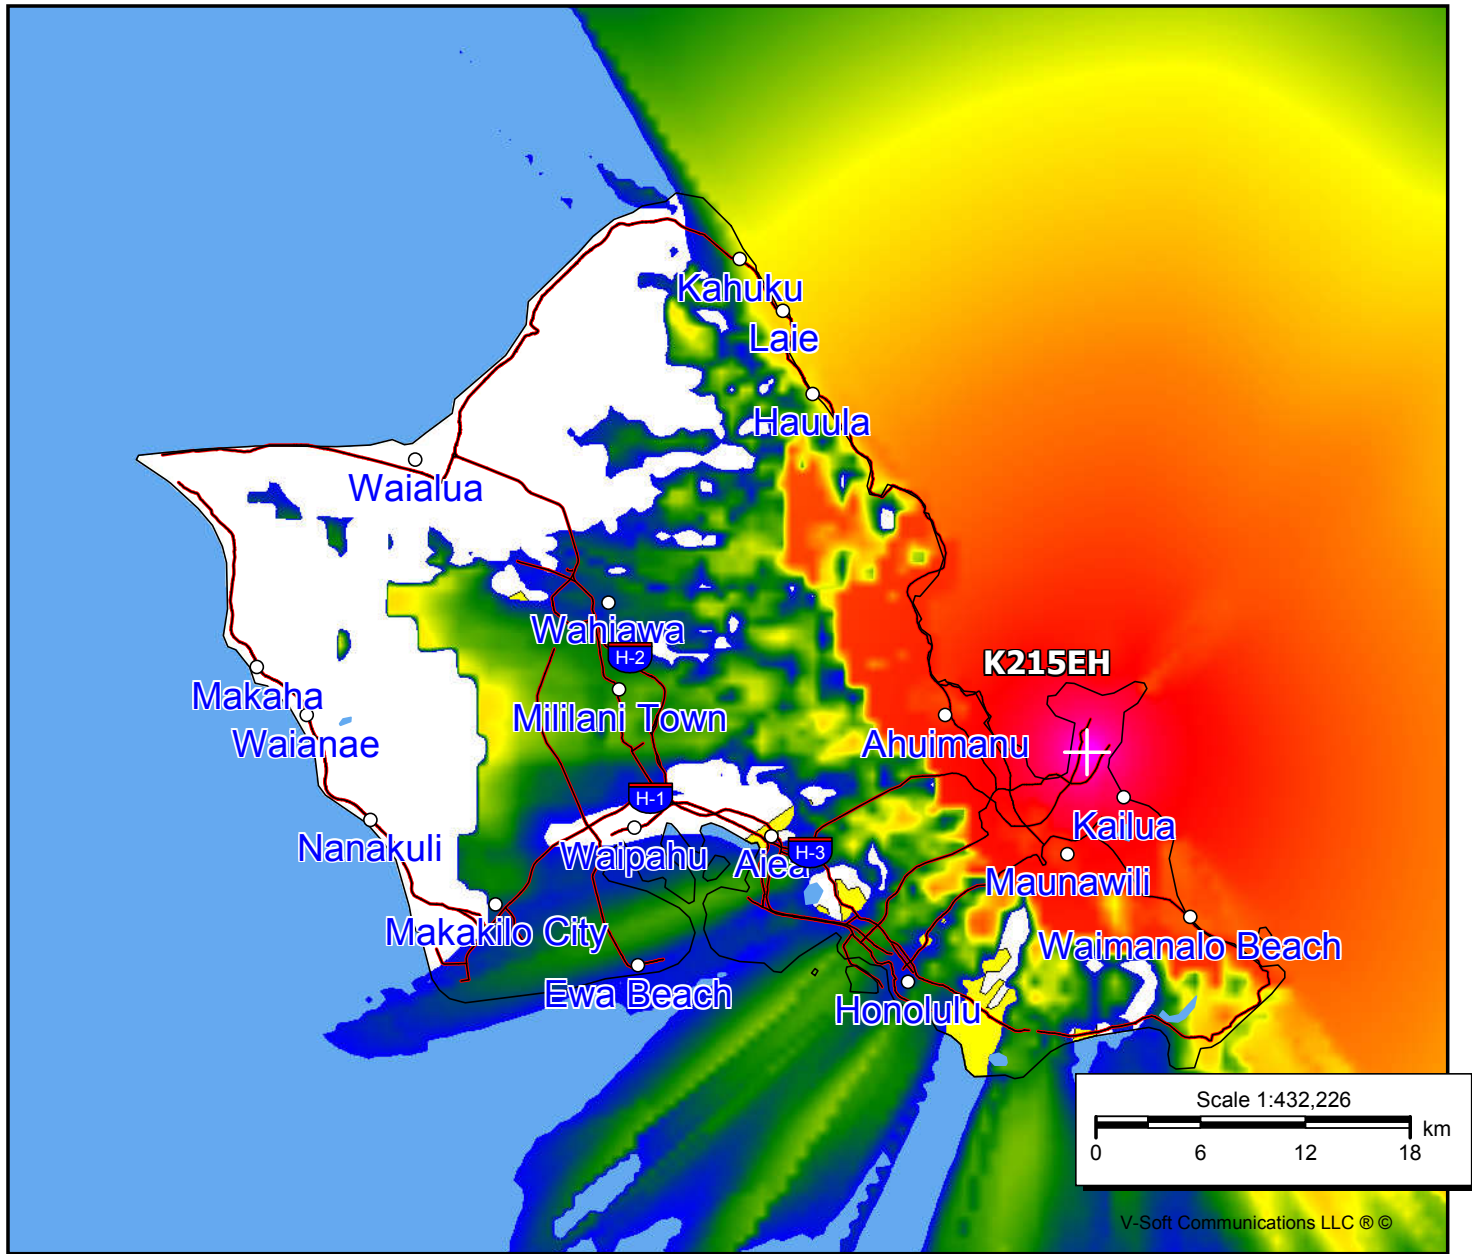 Kahuku
Laie
Hauula
Waialua
Wahiawa
H-2
K215EH
Makaha
Mililani Town
Waianae
Ahuimanu
H-1
Kailua
Nanakuli
Waipahu
Aiea
H-3
Maunawili
Makakilo City
Waimanalo Beach
Ewa Beach
Honolulu
Scale 1:432,226
km
0 6 12 18
V-Soft Communications LLC ® ©